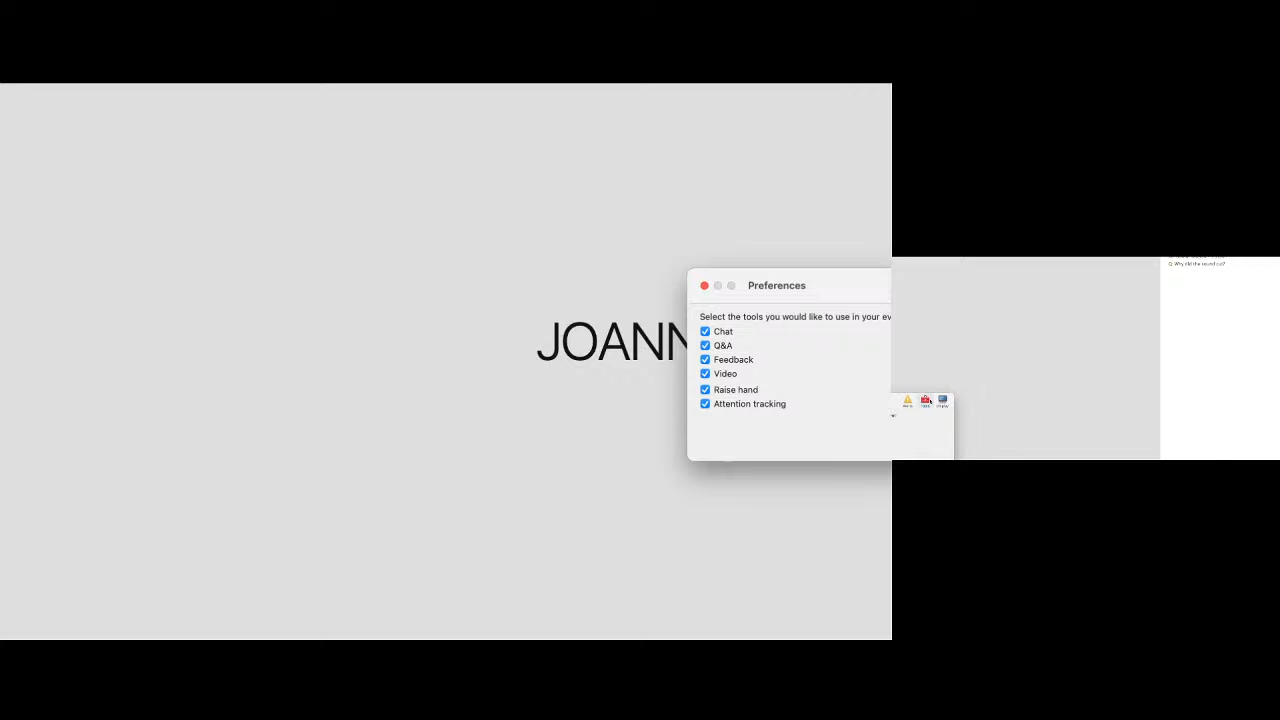 JOANN
Preferences
Select the tools you would like to use in your ev
Chat
Q&A
Feedback
Video
Raise hand
Attention tracking